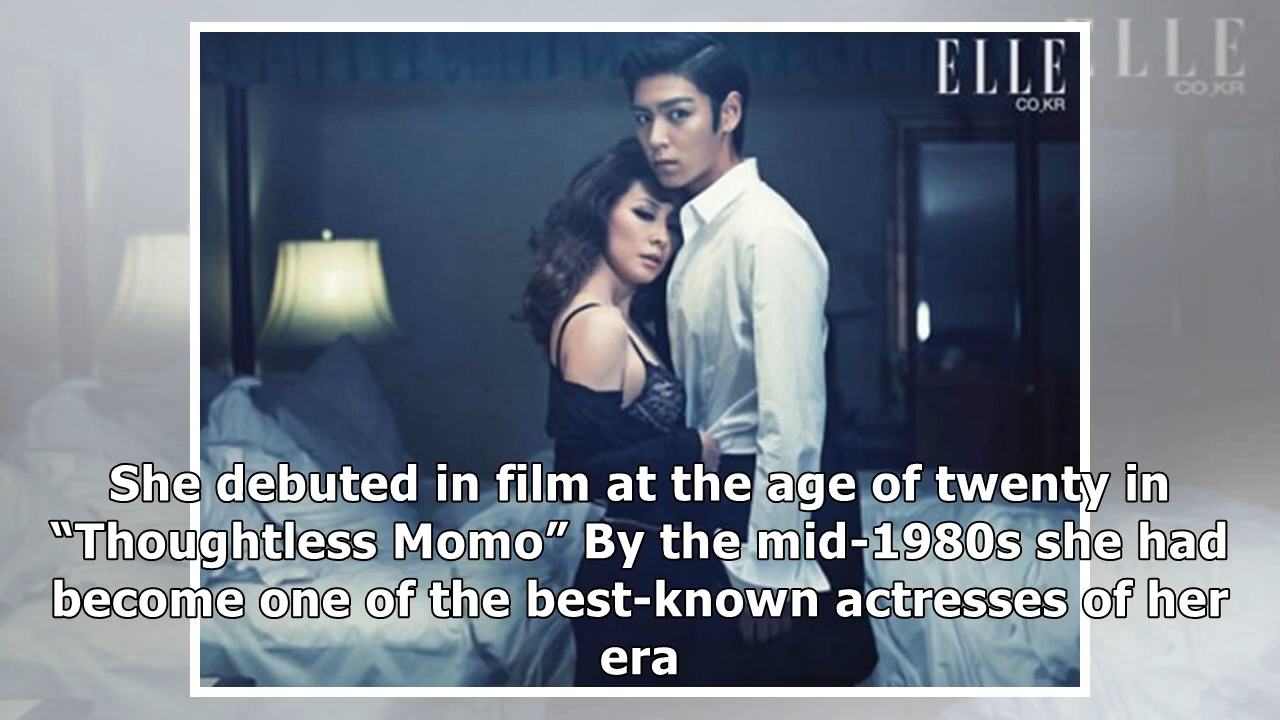 ELLE
CO.KR
ELLE
CO.KR
She debuted in film at the age of twenty in
“Thoughtless Momo” By the mid-1980s she had
become one of the best-known actresses of her
era